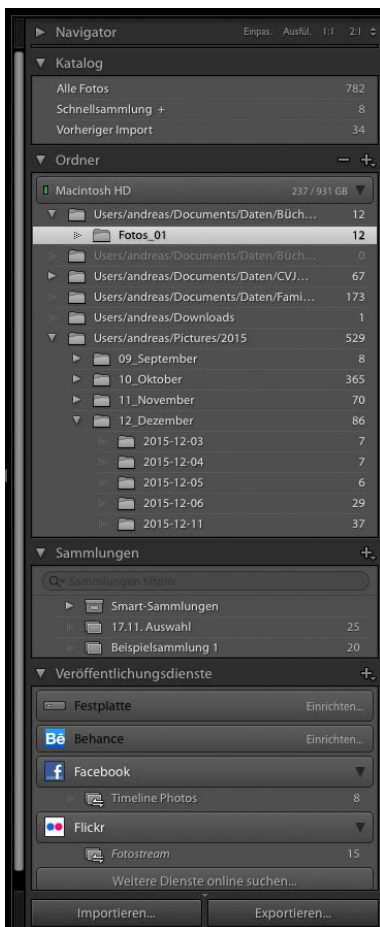 Navigator Einpas. Ausfül. 1:1 2:1
Katalog
Alle Fotos 782
Schnellsammlung + 8
Vorheriger Import 34
Ordner − +
Macintosh HD 237 / 931 GB
Users/andreas/Documents/Daten/Büch... 12
Fotos_01 12
Users/andreas/Documents/Daten/Büch... 0
Users/andreas/Documents/Daten/CVJ... 67
Users/andreas/Documents/Daten/Fami... 173
Users/andreas/Downloads 1
Users/andreas/Pictures/2015 529
09_September 8
10_Oktober 365
11_November 70
12_Dezember 86
2015-12-03 7
2015-12-04 7
2015-12-05 6
2015-12-06 29
2015-12-11 37
Sammlungen +
Sammlungen filtern
Smart-Sammlungen
17.11. Auswahl 25
Beispielsammlung 1 20
Veröffentlichungsdienste +
Festplatte Einrichten...
Bē Behance Einrichten...
f Facebook
Timeline Photos 8
Flickr
Fotostream 15
Weitere Dienste online suchen...
Importieren... Exportieren...